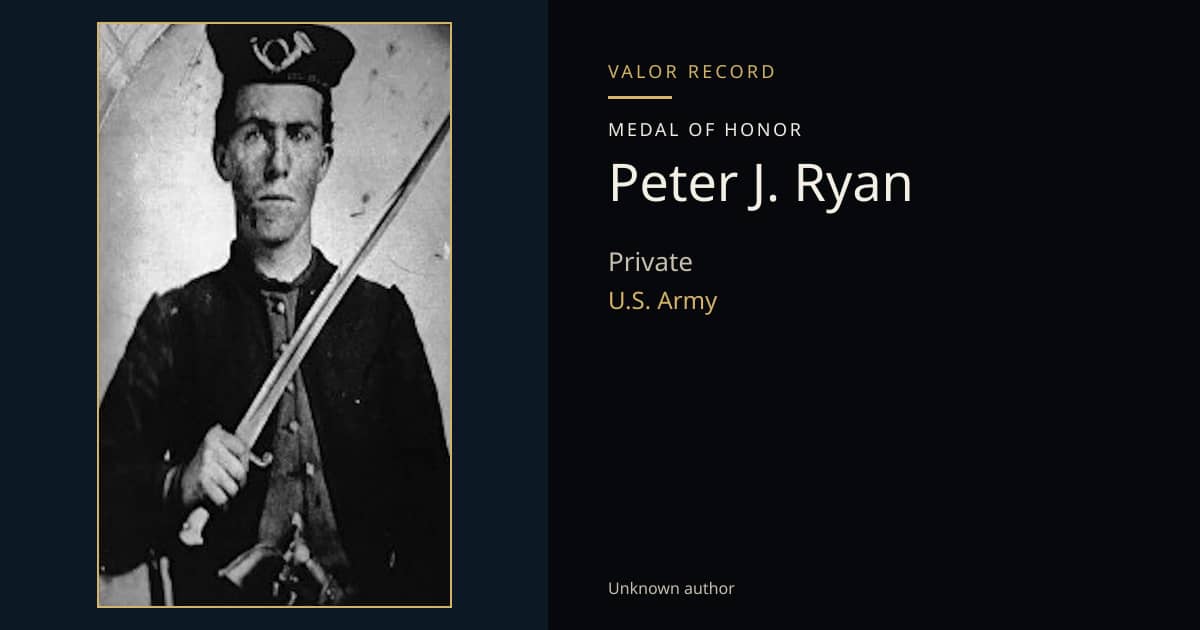 VALOR RECORD
MEDAL OF HONOR
Peter J. Ryan
Private
U.S. Army
Unknown author